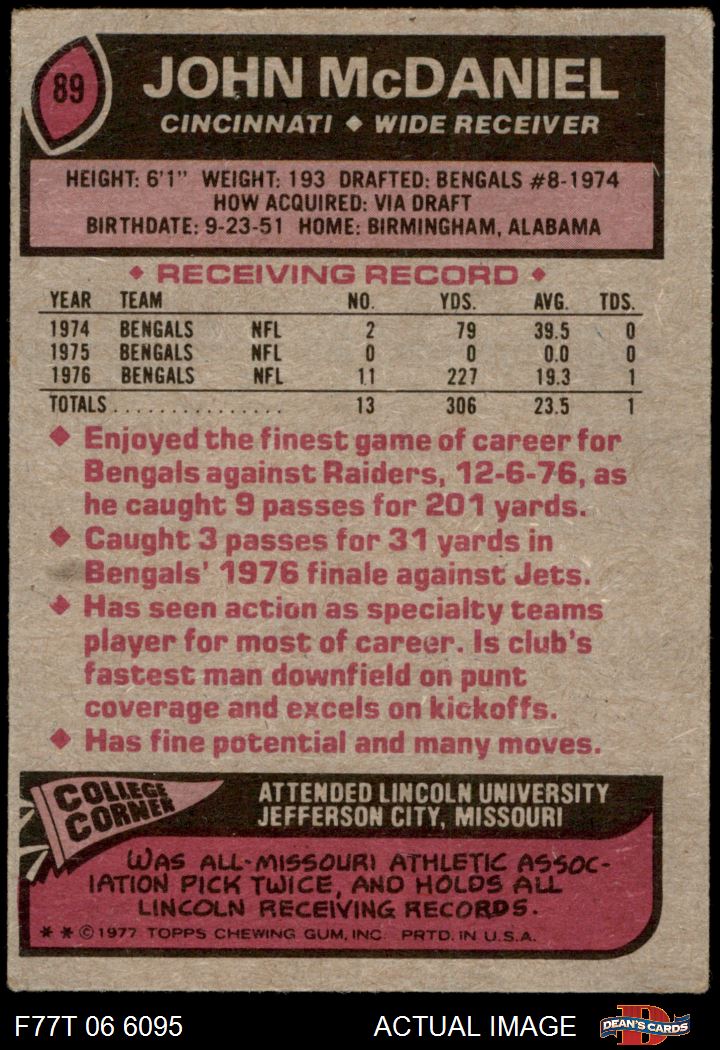 89
JOHN McDANIEL
CINCINNATI ◆ WIDE RECEIVER
HEIGHT: 6'1" WEIGHT: 193 DRAFTED: BENGALS #8-1974
HOW ACQUIRED: VIA DRAFT
BIRTHDATE: 9-23-51 HOME: BIRMINGHAM, ALABAMA
◆ RECEIVING RECORD ◆
YEAR TEAM NO. YDS. AVG. TDS.
1974 BENGALS NFL 2 79 39.5 0
1975 BENGALS NFL 0 0 0.0 0
1976 BENGALS NFL 11 227 19.3 1
TOTALS............... 13 306 23.5 1
◆ Enjoyed the finest game of career for
Bengals against Raiders, 12-6-76, as
he caught 9 passes for 201 yards.
◆ Caught 3 passes for 31 yards in
Bengals' 1976 finale against Jets.
◆ Has seen action as specialty teams
player for most of career. Is club's
fastest man downfield on punt
coverage and excels on kickoffs.
◆ Has fine potential and many moves.
COLLEGE
CORNER
ATTENDED LINCOLN UNIVERSITY
JEFFERSON CITY, MISSOURI
WAS ALL-MISSOURI ATHLETIC ASSOC-
IATION PICK TWICE, AND HOLDS ALL
LINCOLN RECEIVING RECORDS.
* * © 1977 TOPPS CHEWING GUM, INC. PRTD. IN U.S.A.
F77T 06 6095 ACTUAL IMAGE D DEAN'S CARDS